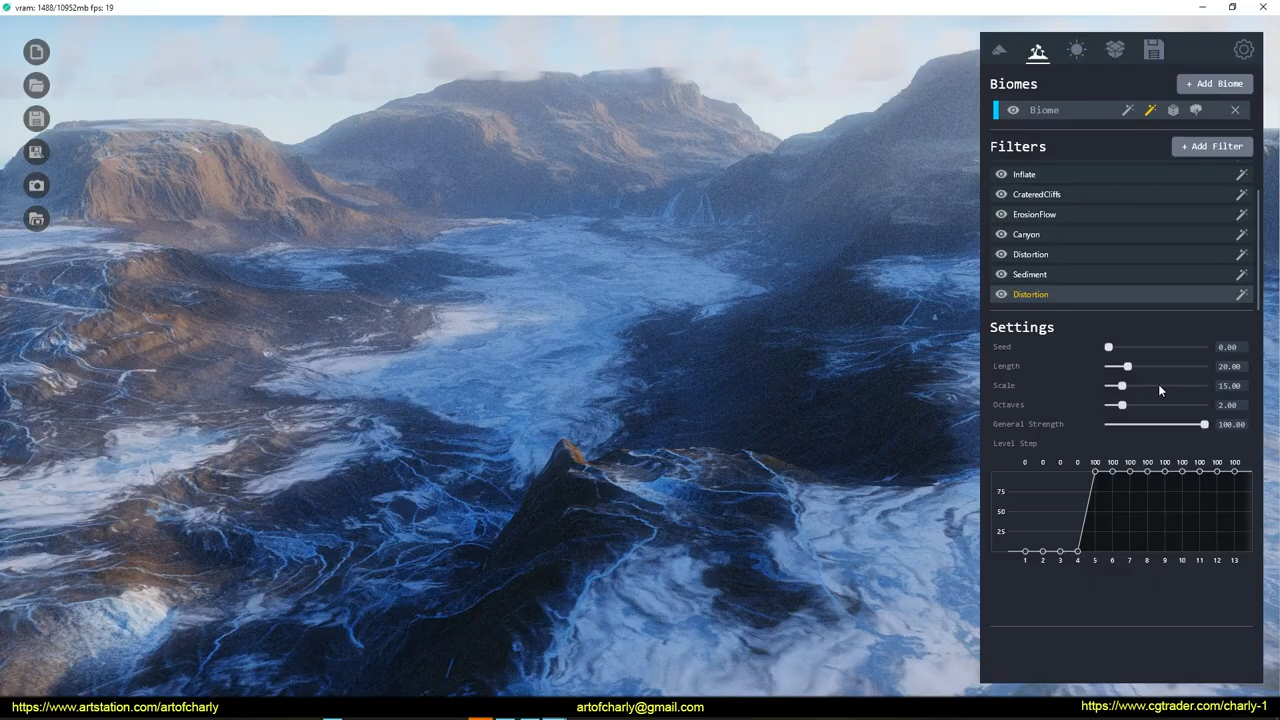 vram: 1488/10952mb fps: 19
Biomes
+ Add Biome
Biome
Filters
+ Add Filter
Inflate
CrateredCliffs
ErosionFlow
Canyon
Distortion
Sediment
Distortion
Settings
Seed 0.00
Length 20.00
Scale 15.00
Octaves 2.00
General Strength 100.00
Level Step
0 0 0 0 100 100 100 100 100 100 100 100 100
75
50
25
1 2 3 4 5 6 7 8 9 10 11 12 13
https://www.artstation.com/artofcharly artofcharly@gmail.com https://www.cgtrader.com/charly-1